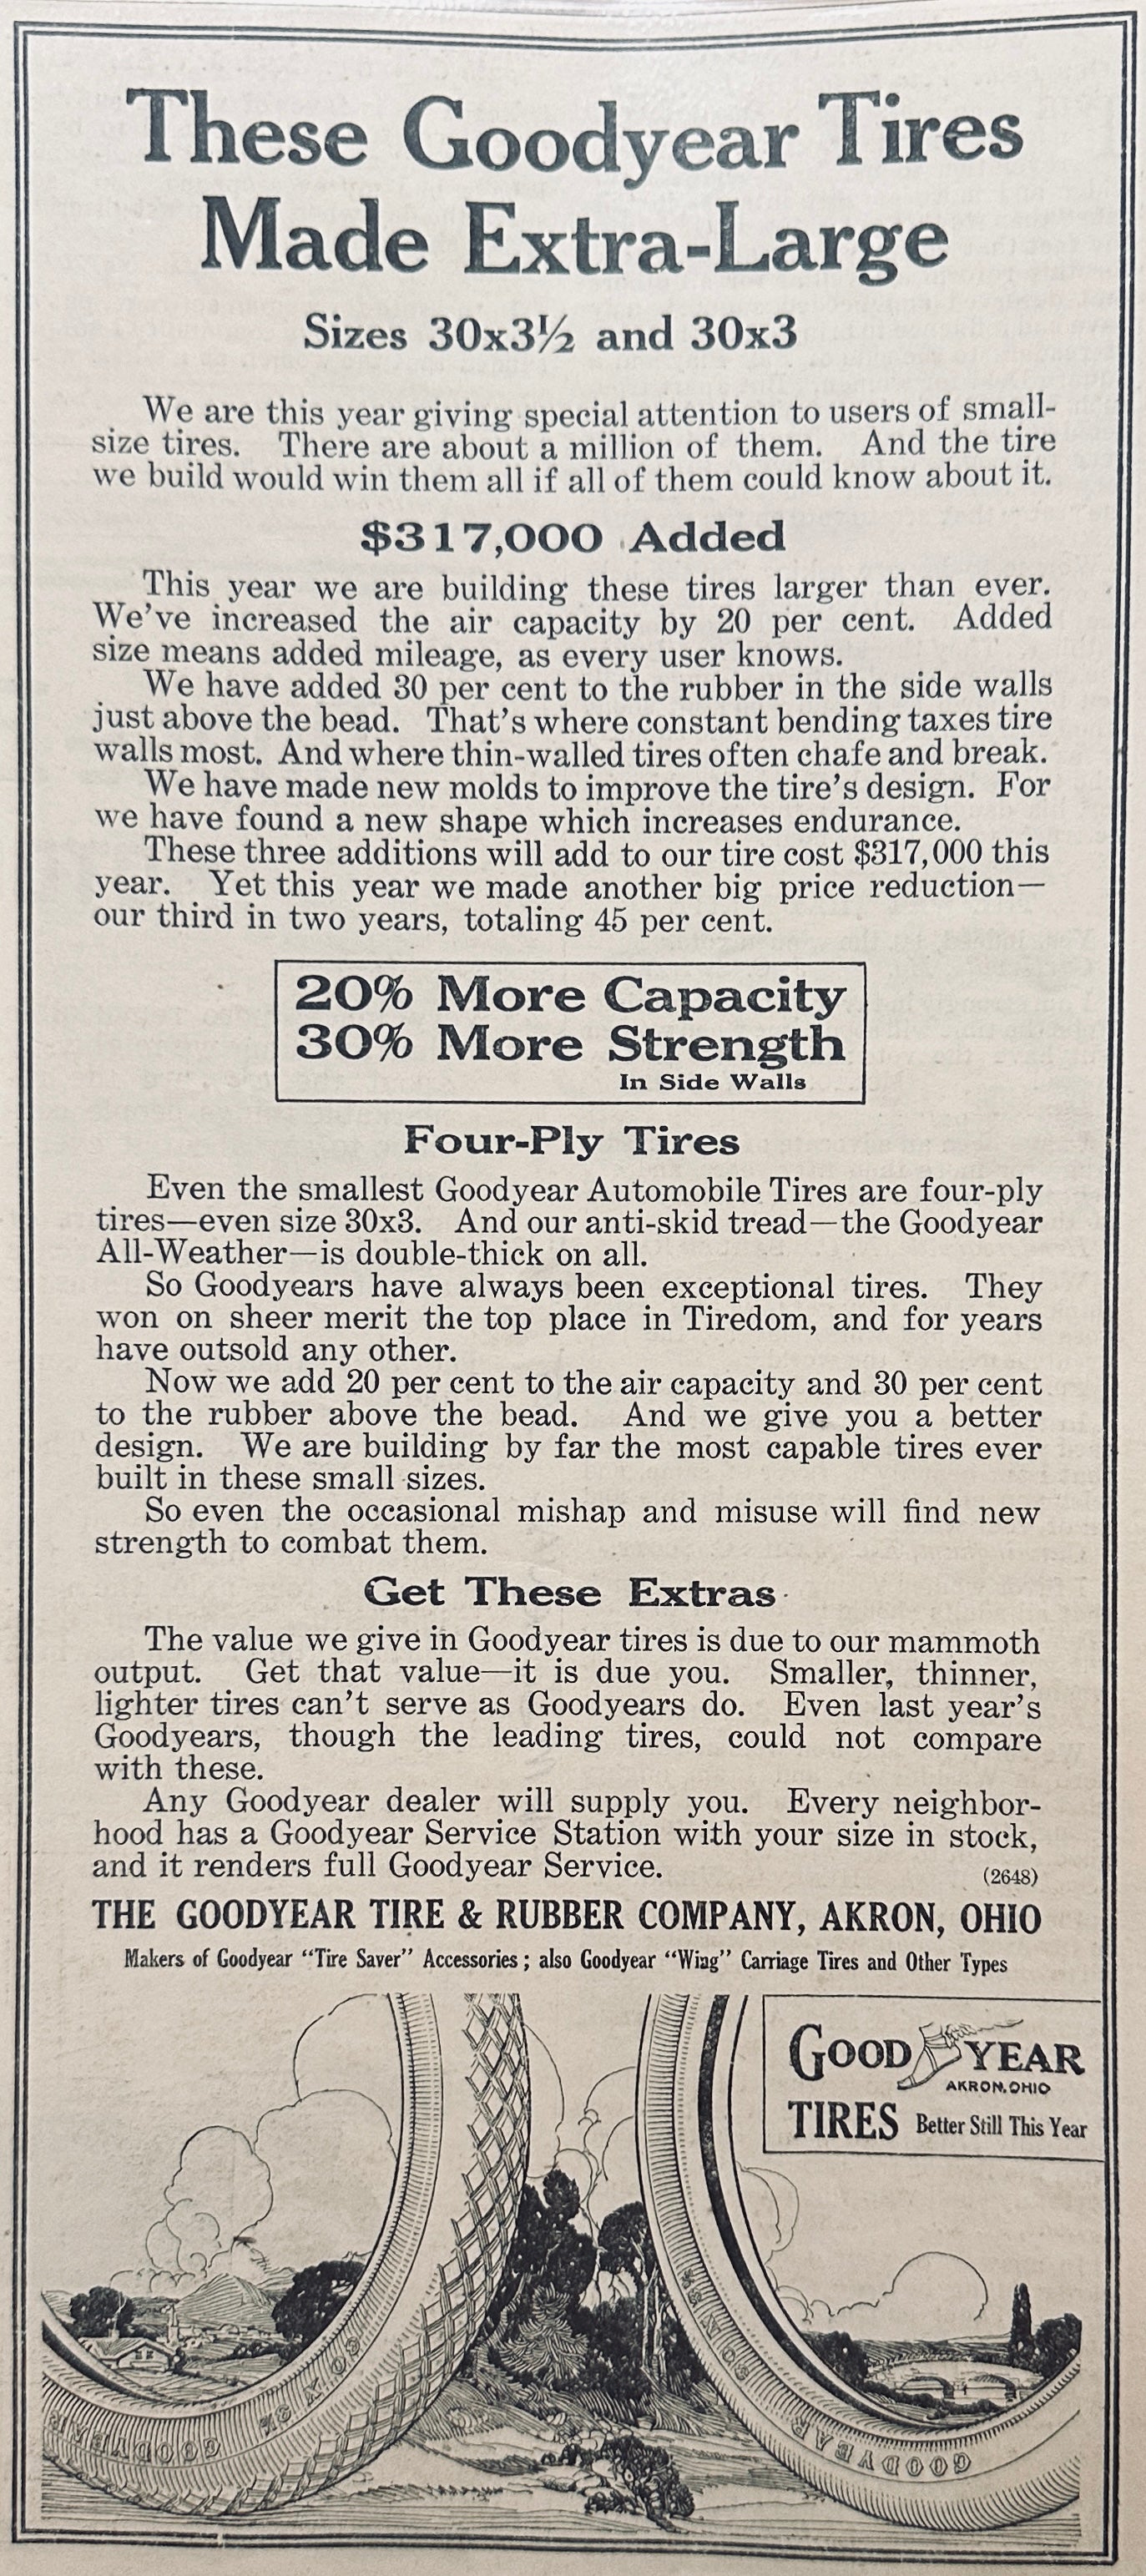 These Goodyear Tires
Made Extra-Large
Sizes 30x3½ and 30x3
We are this year giving special attention to users of small-
size tires. There are about a million of them. And the tire
we build would win them all if all of them could know about it.
$317,000 Added
This year we are building these tires larger than ever.
We've increased the air capacity by 20 per cent. Added
size means added mileage, as every user knows.
We have added 30 per cent to the rubber in the side walls
just above the bead. That's where constant bending taxes tire
walls most. And where thin-walled tires often chafe and break.
We have made new molds to improve the tire's design. For
we have found a new shape which increases endurance.
These three additions will add to our tire cost $317,000 this
year. Yet this year we made another big price reduction—
our third in two years, totaling 45 per cent.
20% More Capacity
30% More Strength
In Side Walls
Four-Ply Tires
Even the smallest Goodyear Automobile Tires are four-ply
tires—even size 30x3. And our anti-skid tread—the Goodyear
All-Weather—is double-thick on all.
So Goodyears have always been exceptional tires. They
won on sheer merit the top place in Tiredom, and for years
have outsold any other.
Now we add 20 per cent to the air capacity and 30 per cent
to the rubber above the bead. And we give you a better
design. We are building by far the most capable tires ever
built in these small sizes.
So even the occasional mishap and misuse will find new
strength to combat them.
Get These Extras
The value we give in Goodyear tires is due to our mammoth
output. Get that value—it is due you. Smaller, thinner,
lighter tires can't serve as Goodyears do. Even last year's
Goodyears, though the leading tires, could not compare
with these.
Any Goodyear dealer will supply you. Every neighbor-
hood has a Goodyear Service Station with your size in stock,
and it renders full Goodyear Service. (2648)
THE GOODYEAR TIRE & RUBBER COMPANY, AKRON, OHIO
Makers of Goodyear "Tire Saver" Accessories; also Goodyear "Wing" Carriage Tires and Other Types
GOODYEAR
AKRON, OHIO
TIRES Better Still This Year
GOODYEAR
GOODYEAR
GOOD